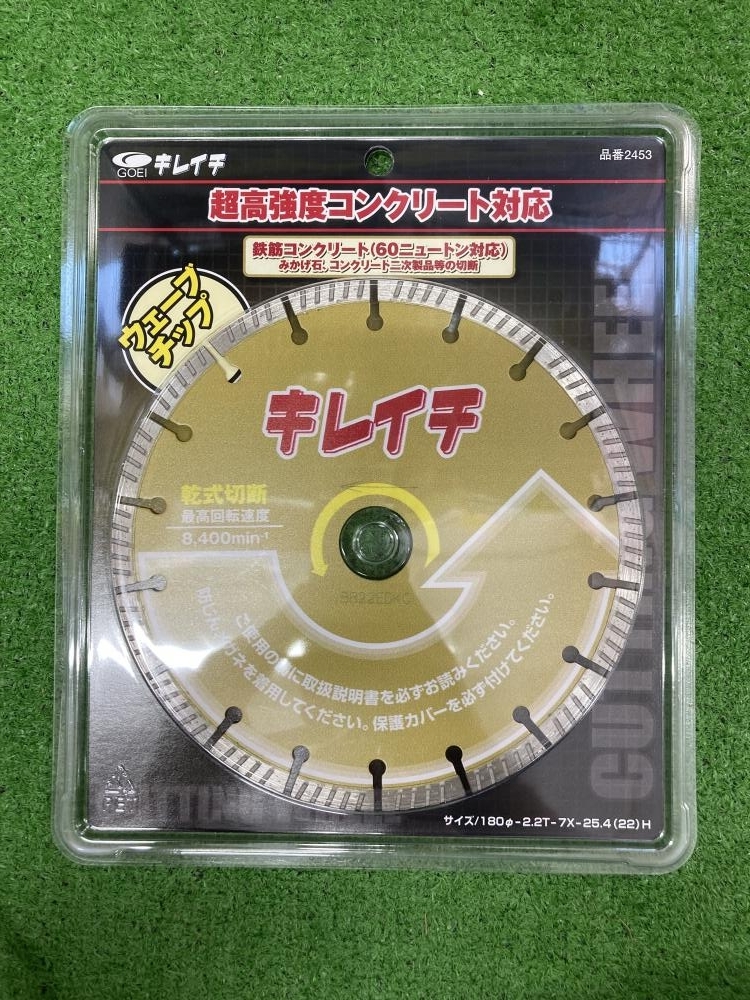 GOEI キレイチ
品番2453
超高強度コンクリート対応
鉄筋コンクリート(60ニュートン対応)
みかげ石、コンクリート二次製品等の切断
ウェーブ
チップ
キレイチ
乾式切断
最高回転速度
8,400min-1
ご使用の前に取扱説明書を必ずお読みください。
防じんメガネを着用してください。保護カバーを必ず付けてください。
PET
サイズ/180φ-2.2T-7X-25.4(22)H